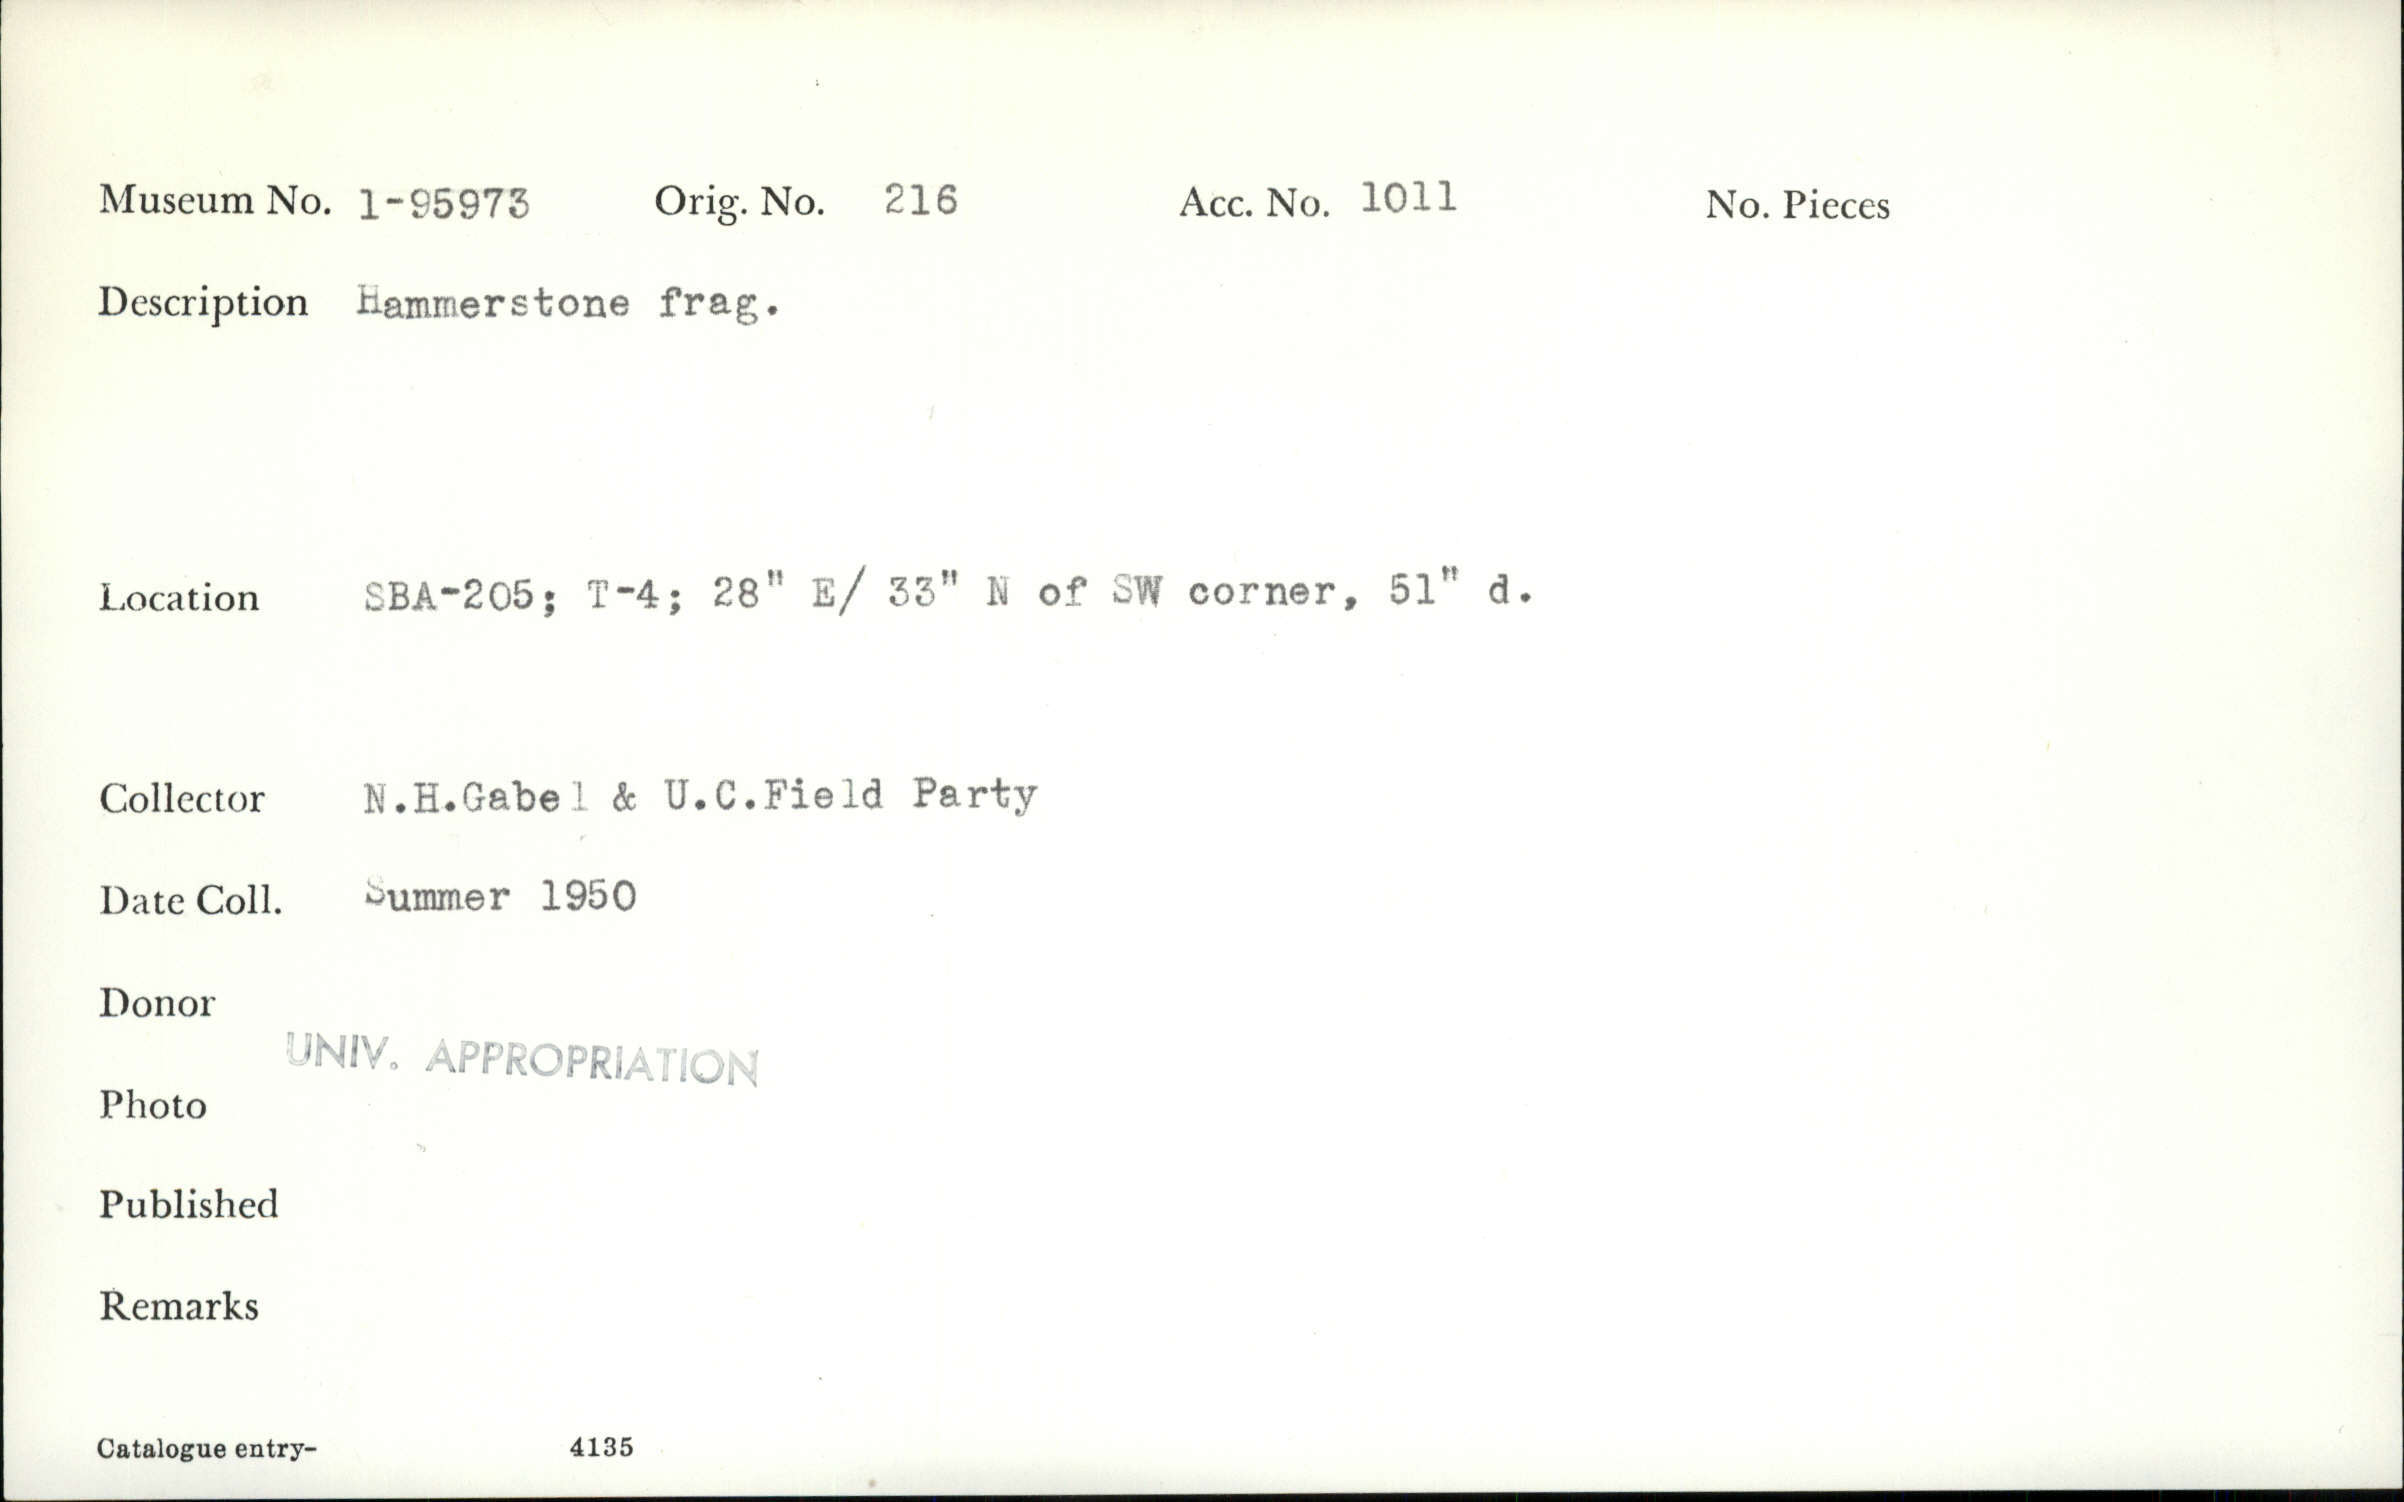 Museum No. 1-95973 Orig. No. 216 Acc. No. 1011 No. Pieces
Description Hammerstone frag.
Location SBA-205; T-4; 28" E/ 33" N of SW corner, 51" d.
Collector N.H.Gabel & U.C.Field Party
Date Coll. Summer 1950
Donor
UNIV. APPROPRIATION
Photo
Published
Remarks
Catalogue entry- 4135